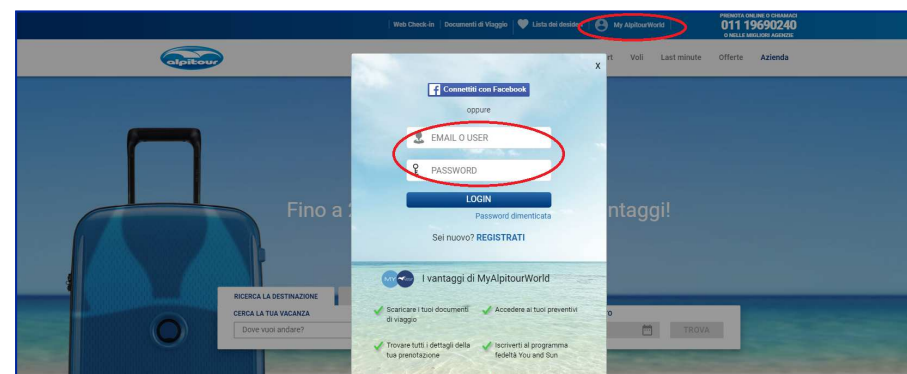 PRENOTA ONLINE O CHIAMACI
Web Check-in | Documenti di Viaggio | Lista dei desideri | My AlpitourWorld
011 19690240
O NELLE MIGLIORI AGENZIE
alpitour
Voli Last minute Offerte Azienda
X
f Connettiti con Facebook
oppure
EMAIL O USER
PASSWORD
LOGIN
Password dimenticata
Fino a ntaggi!
Sei nuovo? REGISTRATI
MY I vantaggi di MyAlpitourWorld
RICERCA LA DESTINAZIONE
CERCA LA TUA VACANZA
Dove vuoi andare?
TROVA
Scaricare i tuoi documenti di viaggio
Accedere ai tuoi preventivi
Trovare tutti i dettagli della tua prenotazione
Iscriverti al programma fedeltà You and Sun